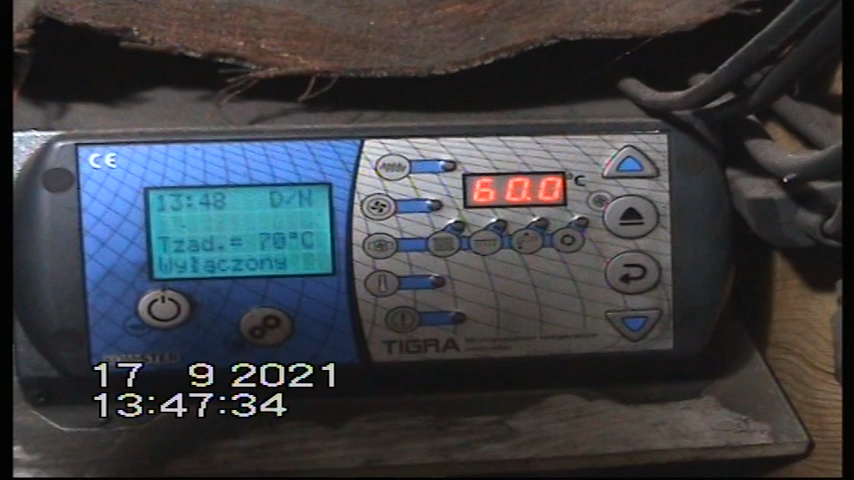 CE
13:48 D/N
Tzad.= 70°C
Wyłączony
60.0 °C
TIGRA
17 9 2021
13:47:34